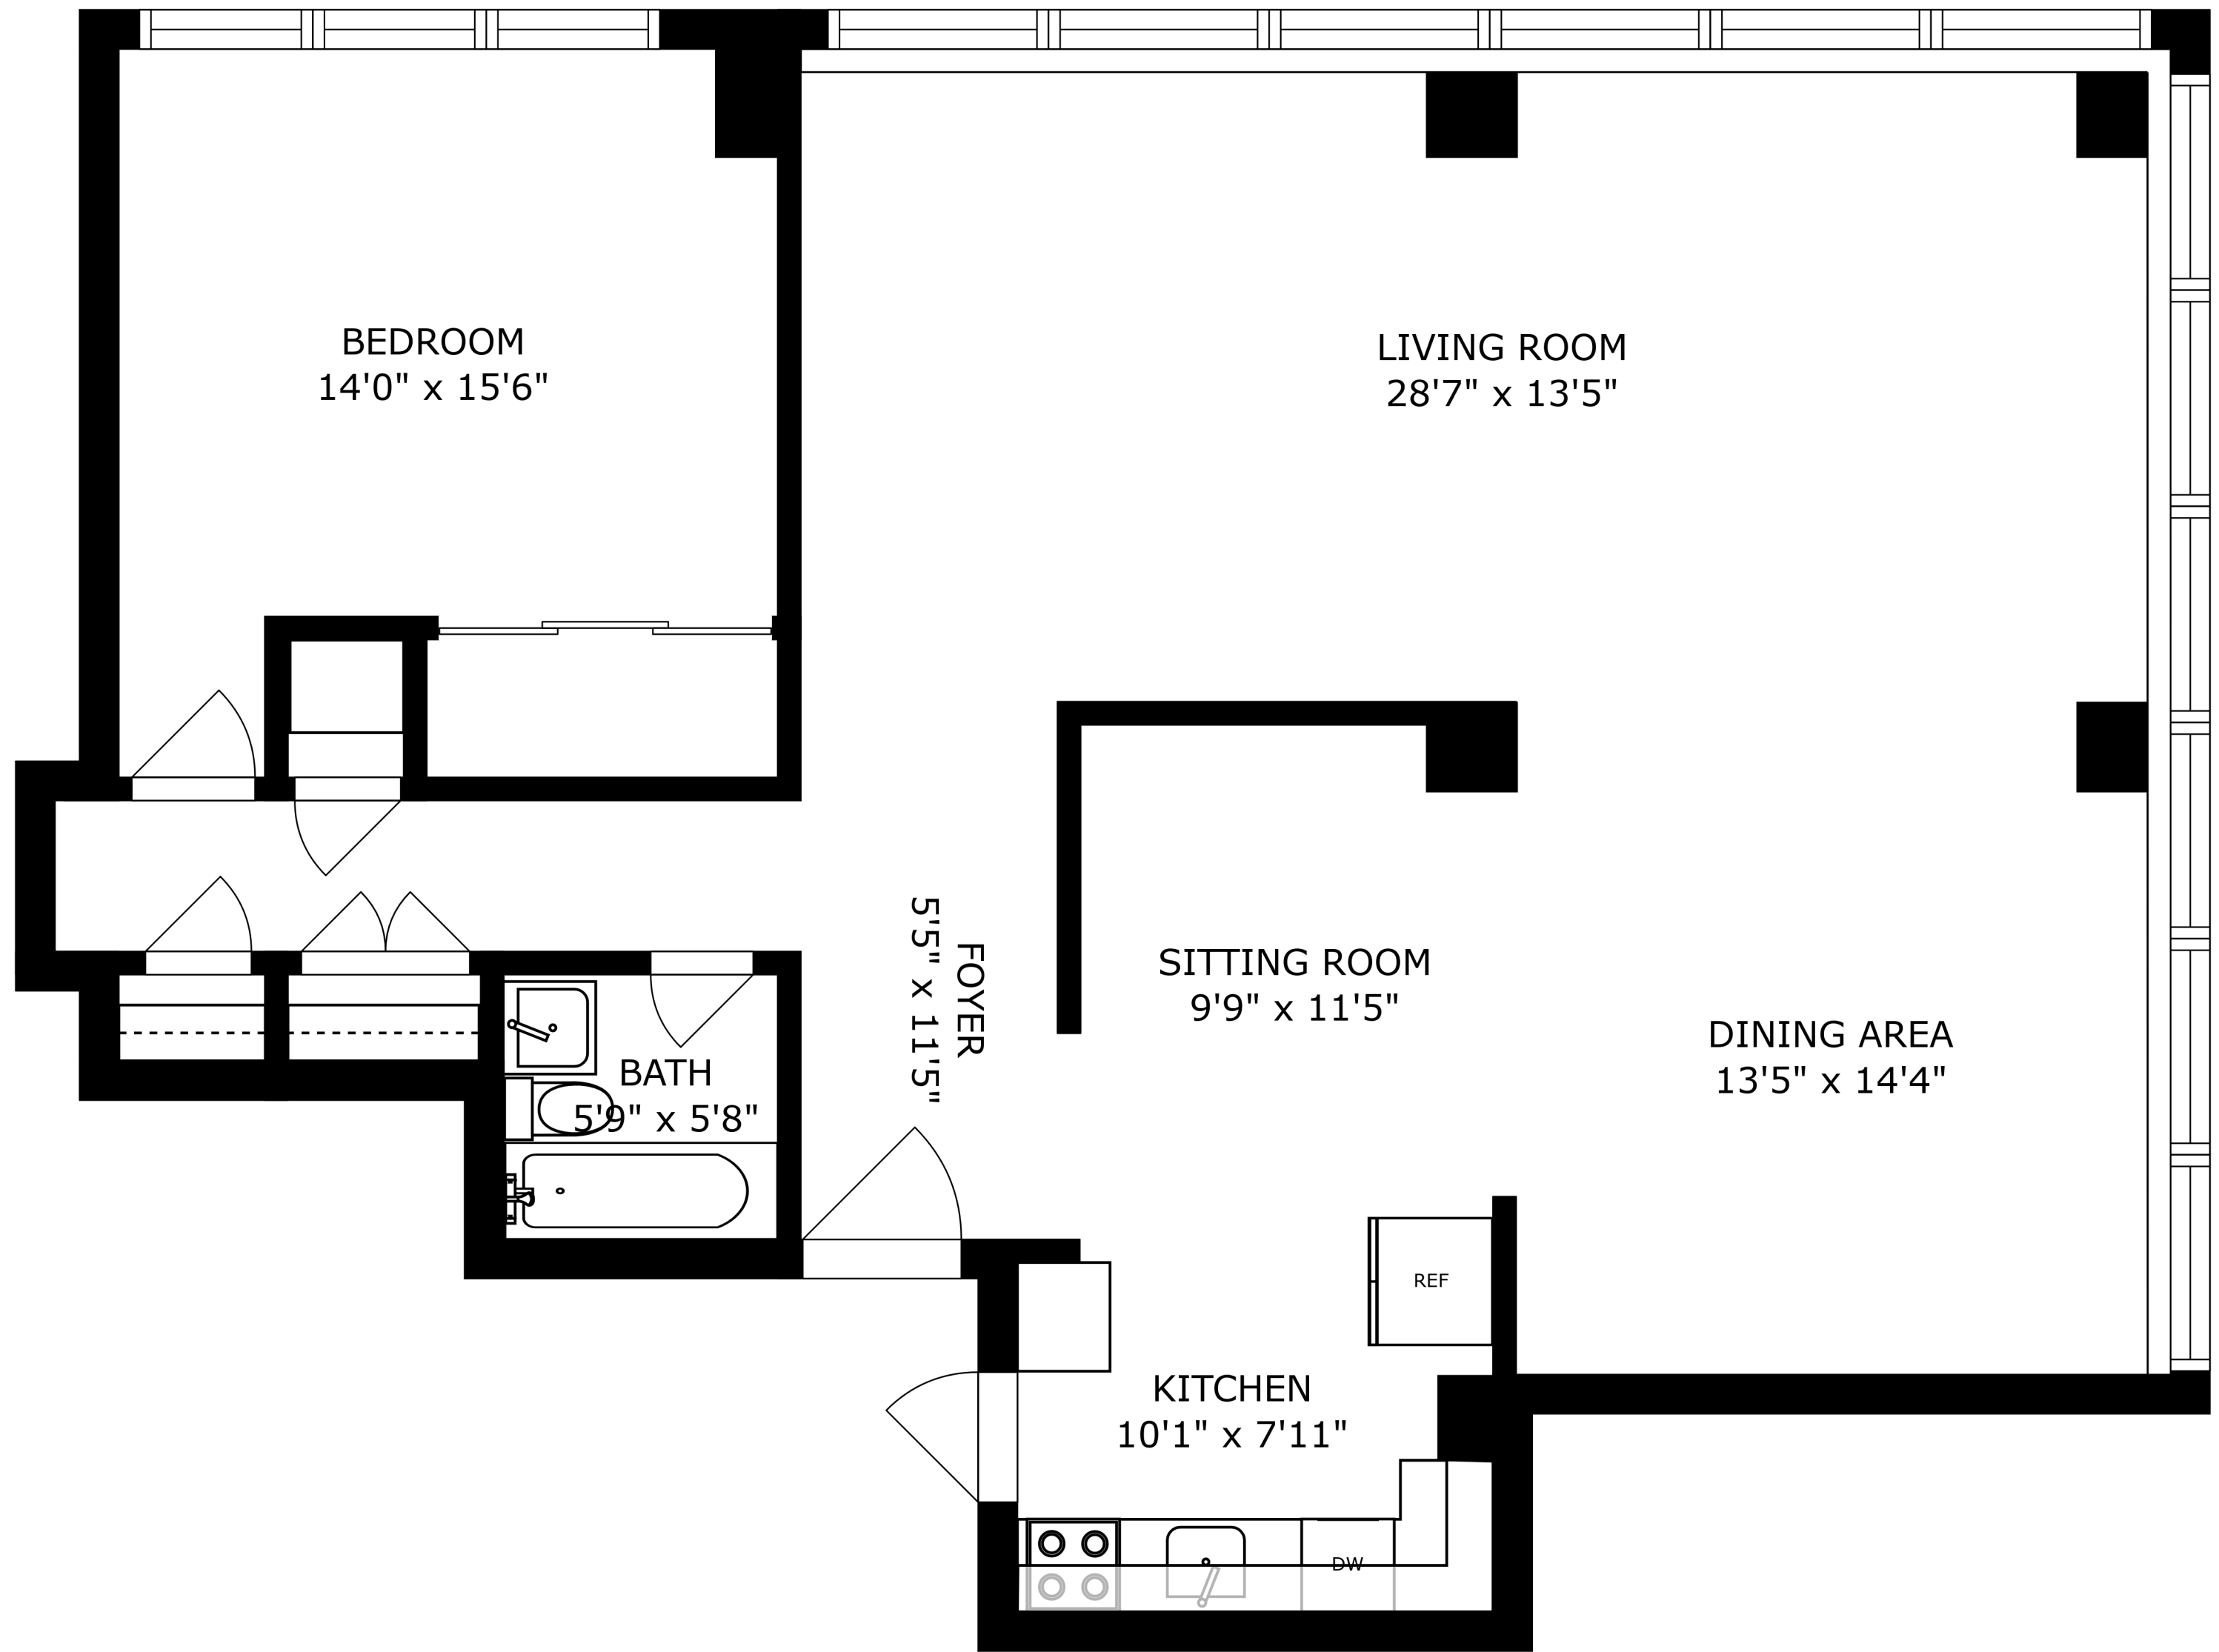 BEDROOM
14'0" x 15'6"
LIVING ROOM
28'7" x 13'5"
FOYER
5'5" x 11'5"
SITTING ROOM
9'9" x 11'5"
DINING AREA
13'5" x 14'4"
BATH
5'9" x 5'8"
REF
KITCHEN
10'1" x 7'11"
DW